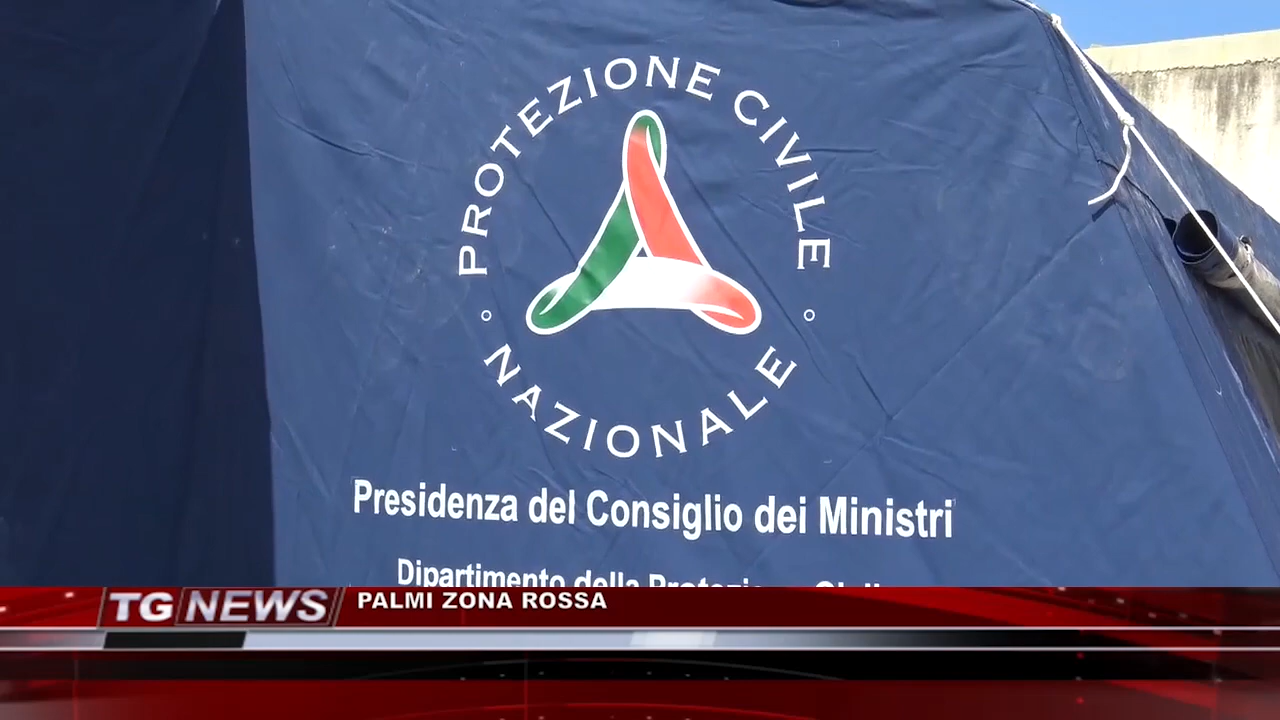 PROTEZIONE CIVILE
NAZIONALE
Presidenza del Consiglio dei Ministri
Dipartimento della
TG NEWS
PALMI ZONA ROSSA